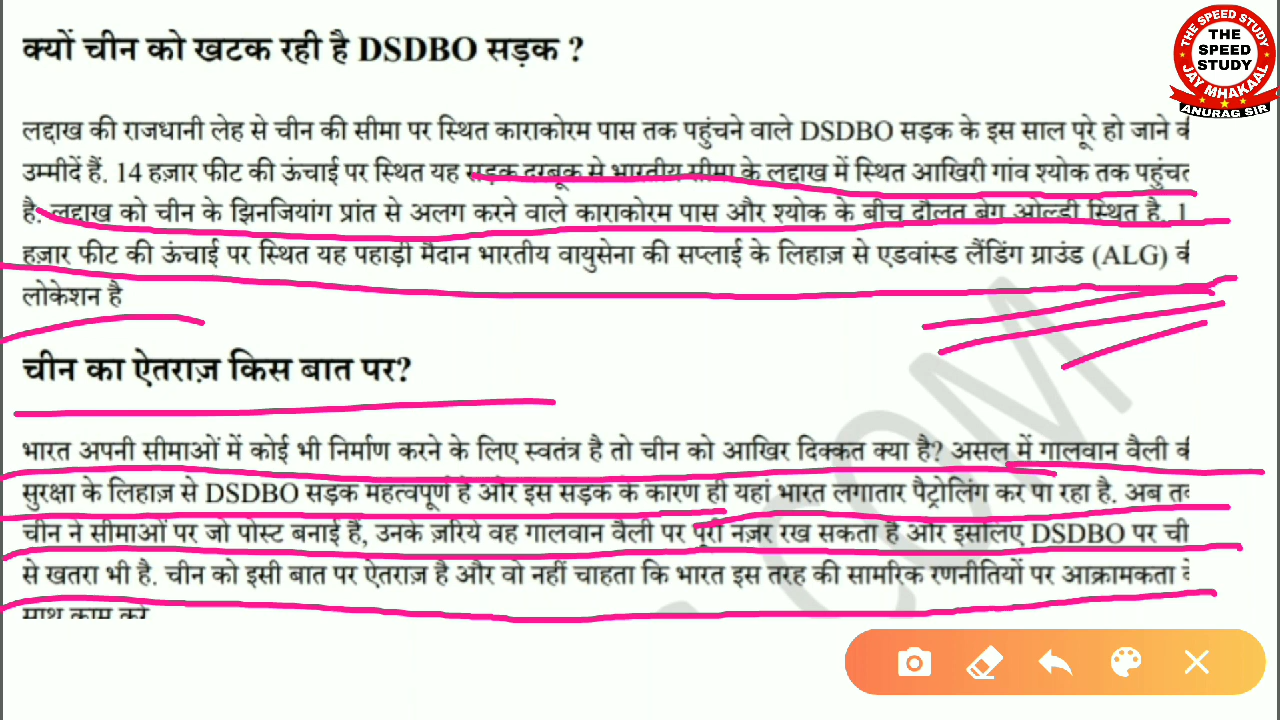 THE SPEED STUDY
THE
SPEED
STUDY
JAY MHAKAAL
ANURAG SIR
क्यों चीन को खटक रही है DSDBO सड़क ?
लद्दाख की राजधानी लेह से चीन की सीमा पर स्थित काराकोरम पास तक पहुंचने वाले DSDBO सड़क के इस साल पूरे हो जाने
उम्मीदें हैं. 14 हज़ार फीट की ऊंचाई पर स्थित यह सड़क दरबूक से भारतीय सीमा के लद्दाख में स्थित आखिरी गांव श्योक तक पहुंचत
है. लद्दाख को चीन के झिनजियांग प्रांत से अलग करने वाले काराकोरम पास और श्योक के बीच दौलत बेग ओल्डी स्थित है. 1
हज़ार फीट की ऊंचाई पर स्थित यह पहाड़ी मैदान भारतीय वायुसेना की सप्लाई के लिहाज़ से एडवांस्ड लैंडिंग ग्राउंड (ALG)
लोकेशन है
चीन का ऐतराज़ किस बात पर?
भारत अपनी सीमाओं में कोई भी निर्माण करने के लिए स्वतंत्र है तो चीन को आखिर दिक्कत क्या है? असल में गालवान वैली
सुरक्षा के लिहाज़ से DSDBO सड़क महत्वपूर्ण है और इस सड़क के कारण ही यहां भारत लगातार पैट्रोलिंग कर पा रहा है. अब
चीन ने सीमाओं पर जो पोस्ट बनाई हैं, उनके ज़रिये वह गालवान वैली पर पूरी नज़र रख सकता है और इसलिए DSDBO पर ची
से खतरा भी है. चीन को इसी बात पर ऐतराज़ है और वो नहीं चाहता कि भारत इस तरह की सामरिक रणनीतियों पर आक्रामकता
साथ काम करे
.COM